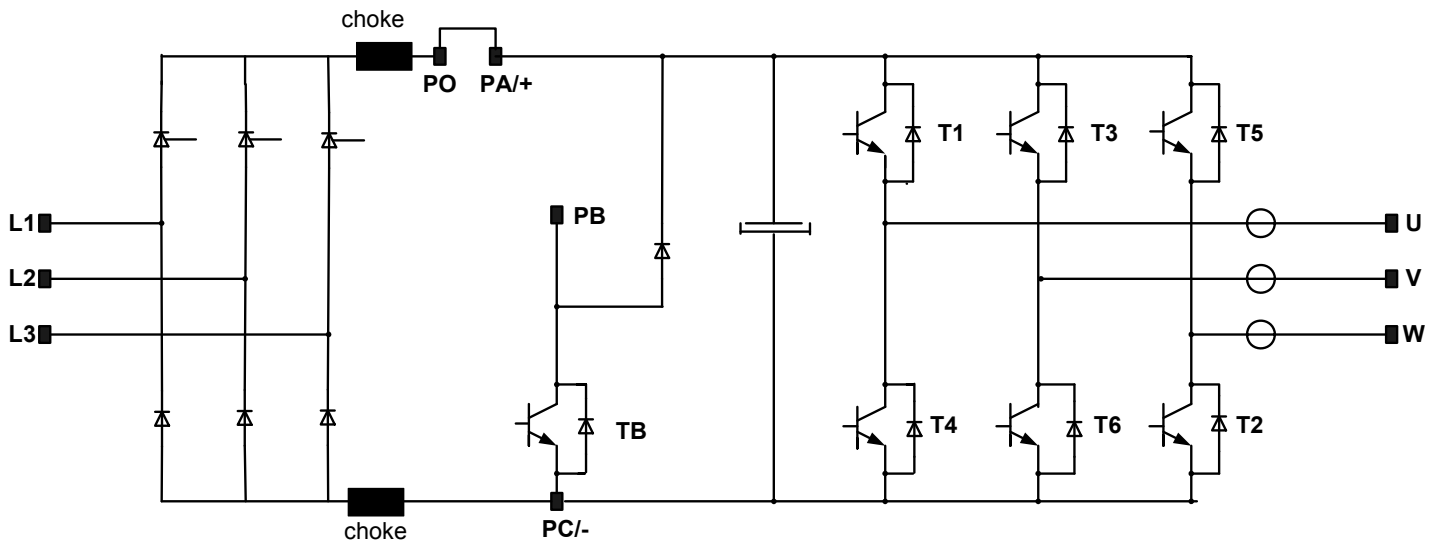 choke
PO PA/+
T1 T3 T5
L1 PB U
L2 V
L3 W
TB T4 T6 T2
choke PC/-